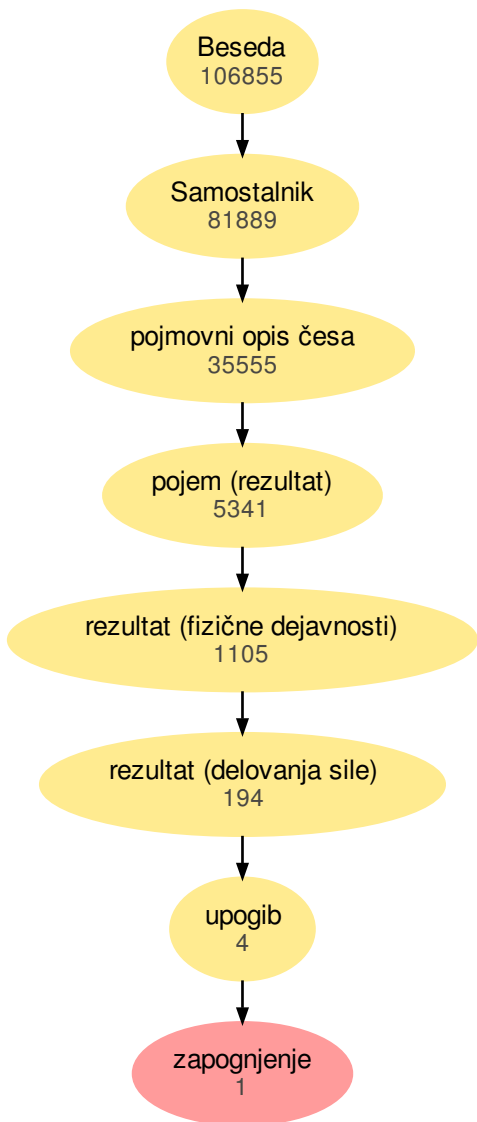 Beseda
106855
Samostalnik
81889
pojmovni opis česa
35555
pojem (rezultat)
5341
rezultat (fizične dejavnosti)
1105
rezultat (delovanja sile)
194
upogib
4
zapognjenje
1